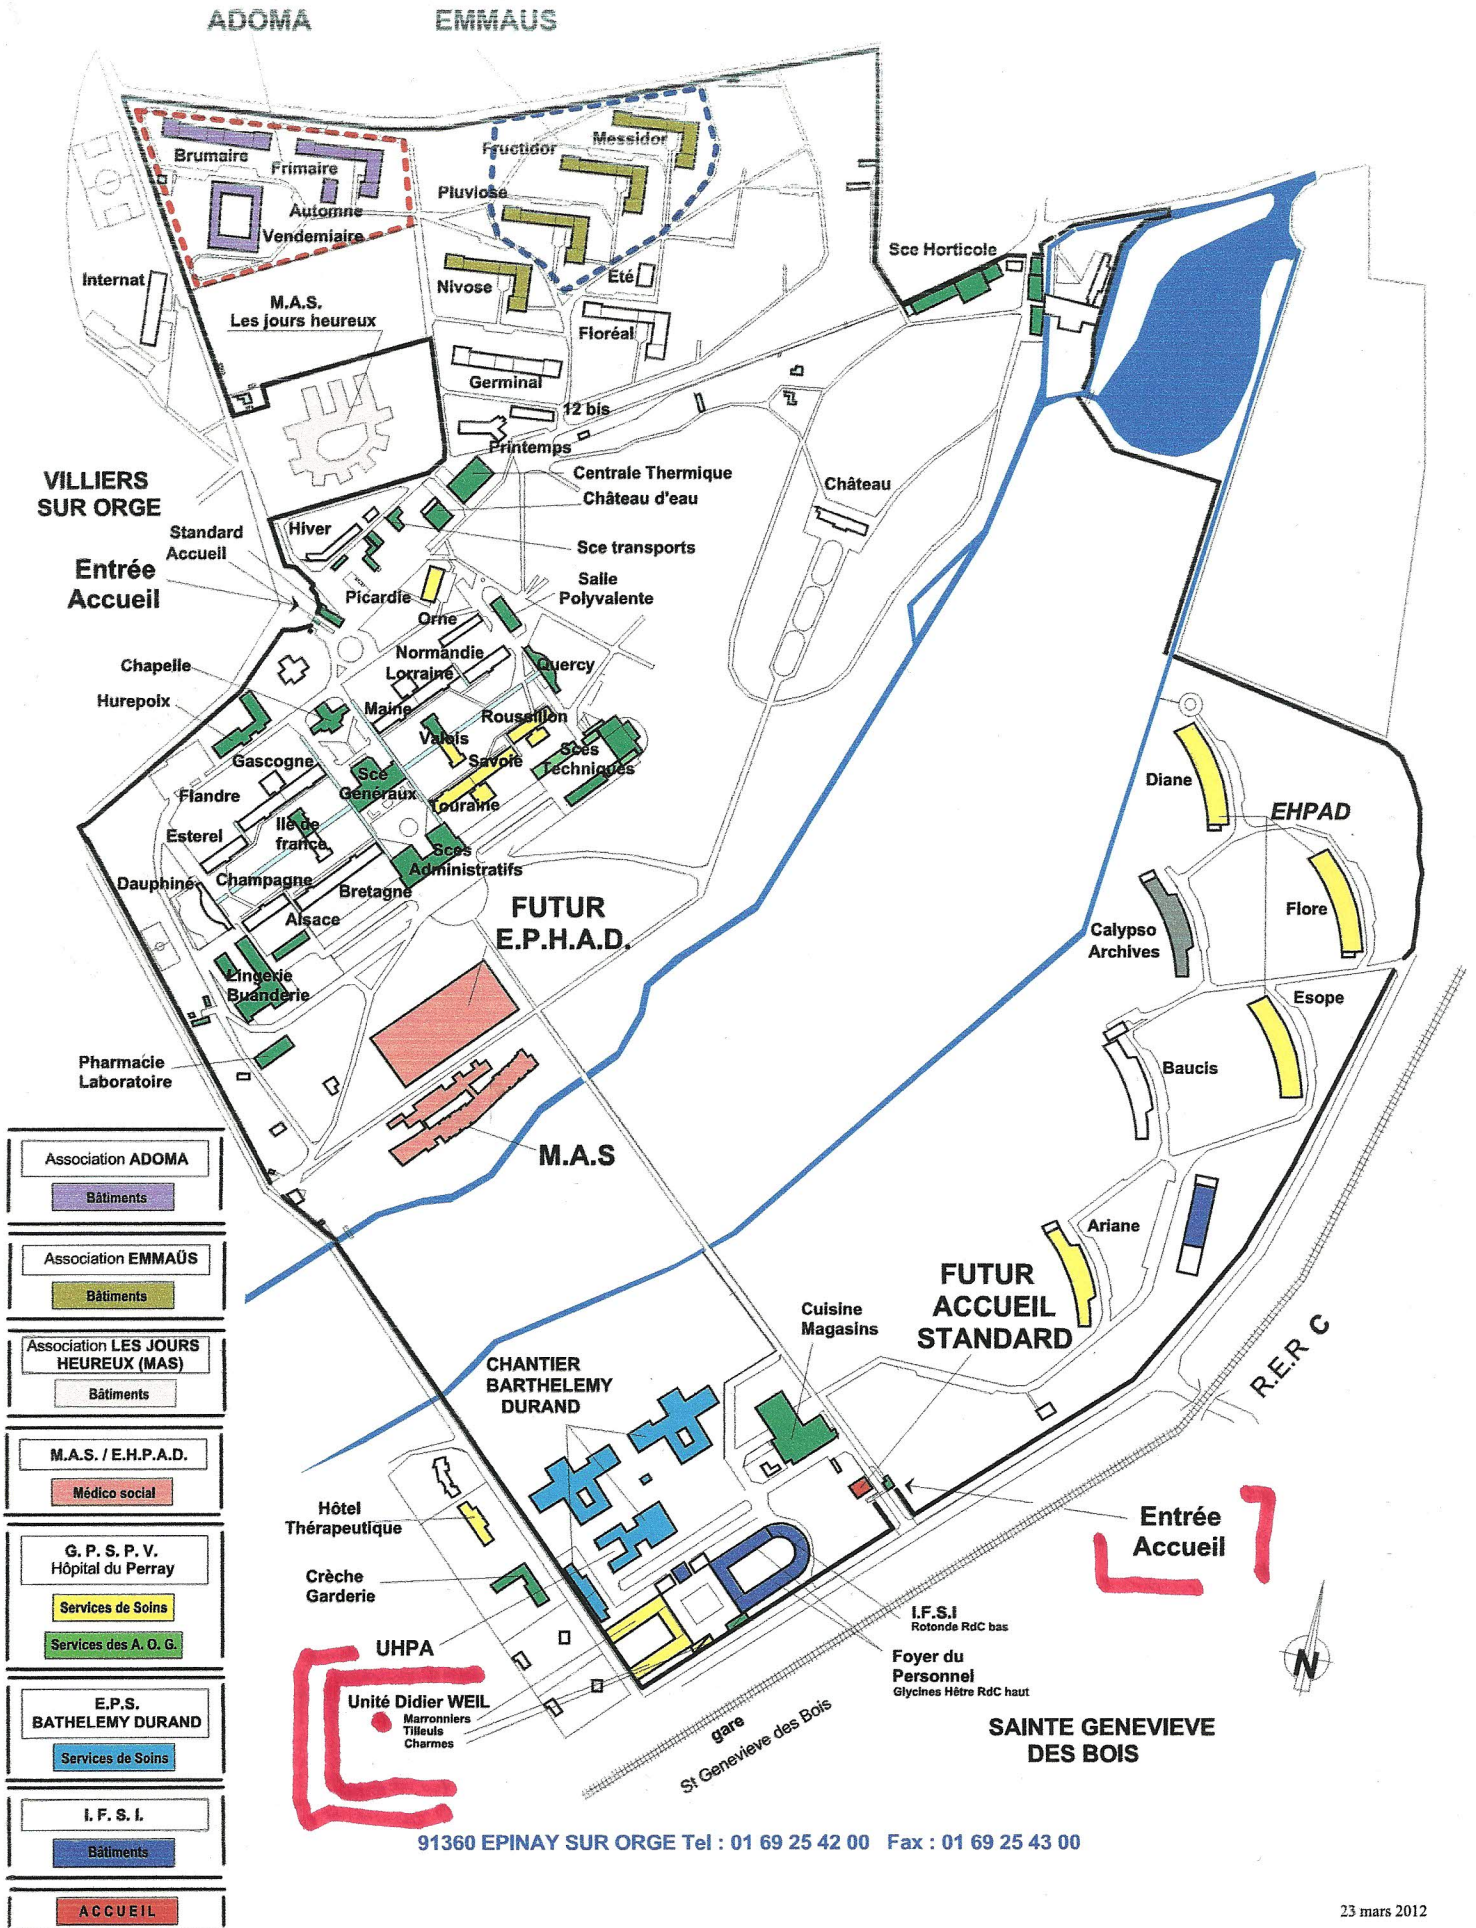 ADOMA
EMMAUS
Brumaire
Frimaire
Automne
Vendemiaire
Fructidor
Messidor
Pluviose
Nivose
Eté
Floréal
Germinal
12 bis
Printemps
Internat
M.A.S.
Les jours heureux
Sce Horticole
VILLIERS
SUR ORGE
Standard
Accueil
Entrée
Accueil
Hiver
Centrale Thermique
Château d'eau
Sce transports
Salle
Polyvalente
Château
Picardie
Orne
Normandie
Lorraine
Maine
Quercy
Chapelle
Hurepoix
Roussillon
Valois
Savoie
Touraine
Sces
Techniques
Gascogne
Sce
Généraux
Flandre
Esterel
Ile de
france
Sces
Administratifs
Dauphiné
Champagne
Bretagne
Alsace
Lingerie
Buanderie
FUTUR
E.P.H.A.D.
Pharmacie
Laboratoire
M.A.S
Diane
EHPAD
Flore
Calypso
Archives
Esope
Baucis
Ariane
FUTUR
ACCUEIL
STANDARD
Cuisine
Magasins
R.E.R C
CHANTIER
BARTHELEMY
DURAND
Hôtel
Thérapeutique
Crèche
Garderie
UHPA
Unité Didier WEIL
Marronniers
Tilleuls
Charmes
Entrée
Accueil
I.F.S.I
Rotonde RdC bas
Foyer du
Personnel
Glycines Hêtre RdC haut
gare
St Genevieve des Bois
N
SAINTE GENEVIEVE
DES BOIS
Association ADOMA
Bâtiments
Association EMMAÜS
Bâtiments
Association LES JOURS
HEUREUX (MAS)
Bâtiments
M.A.S. / E.H.P.A.D.
Médico social
G. P. S. P. V.
Hôpital du Perray
Services de Soins
Services des A. O. G.
E.P.S.
BATHELEMY DURAND
Services de Soins
I. F. S. I.
Bâtiments
ACCUEIL
91360 EPINAY SUR ORGE Tel : 01 69 25 42 00 Fax : 01 69 25 43 00
23 mars 2012